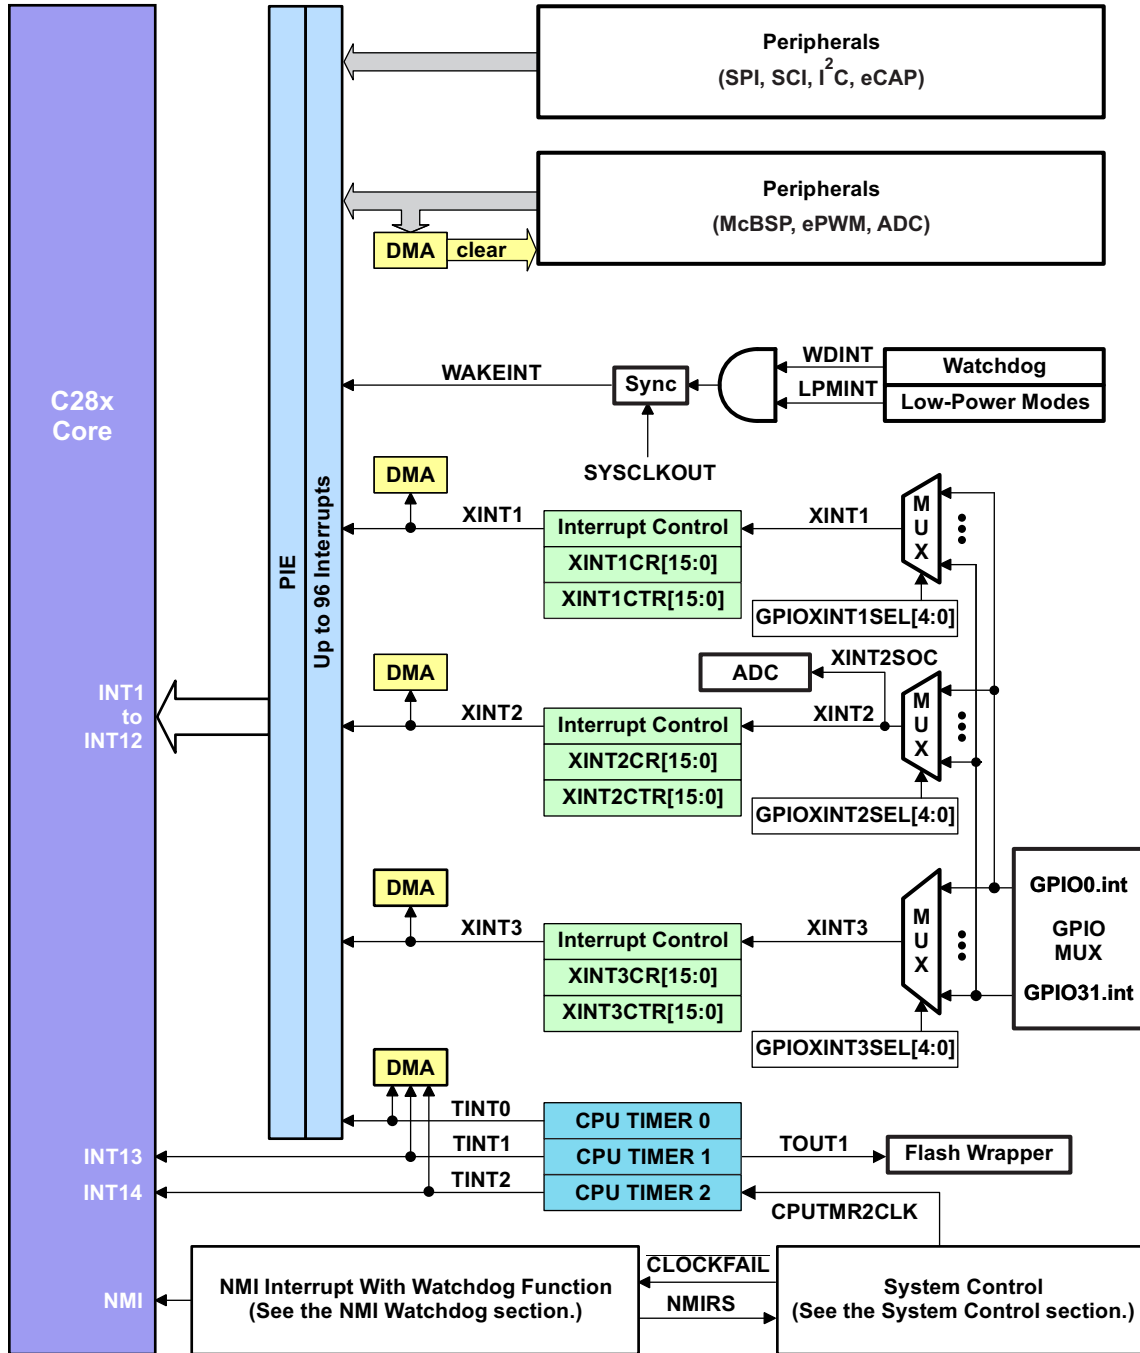 Peripherals
(SPI, SCI, I²C, eCAP)
Peripherals
(McBSP, ePWM, ADC)
DMA
clear
C28x
Core
PIE
Up to 96 Interrupts
WAKEINT
Sync
SYSCLKOUT
WDINT
LPMINT
Watchdog
Low-Power Modes
DMA
XINT1
Interrupt Control
XINT1CR[15:0]
XINT1CTR[15:0]
XINT1
MUX
GPIOXINT1SEL[4:0]
INT1
to
INT12
DMA
XINT2
Interrupt Control
XINT2CR[15:0]
XINT2CTR[15:0]
ADC
XINT2SOC
XINT2
MUX
GPIOXINT2SEL[4:0]
DMA
XINT3
Interrupt Control
XINT3CR[15:0]
XINT3CTR[15:0]
XINT3
MUX
GPIOXINT3SEL[4:0]
GPIO0.int
GPIO
MUX
GPIO31.int
DMA
TINT0
CPU TIMER 0
INT13
TINT1
CPU TIMER 1
TOUT1
Flash Wrapper
INT14
TINT2
CPU TIMER 2
CPUTMR2CLK
NMI
NMI Interrupt With Watchdog Function
(See the NMI Watchdog section.)
CLOCKFAIL
NMIRS
System Control
(See the System Control section.)